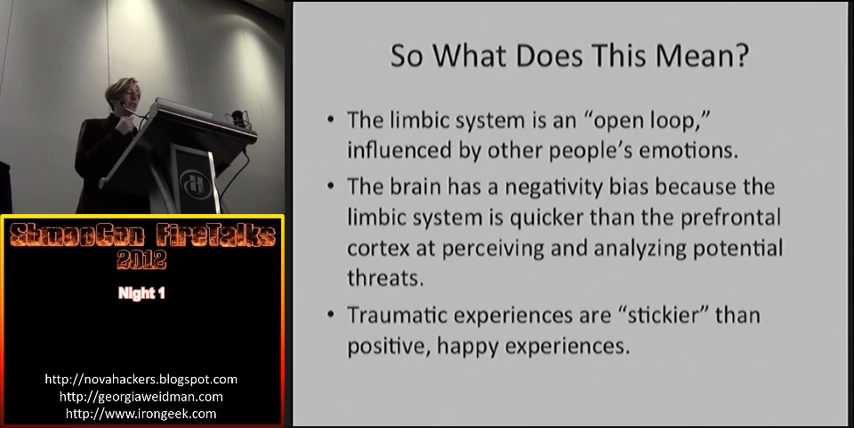 So What Does This Mean?
• The limbic system is an “open loop,”
influenced by other people’s emotions.
• The brain has a negativity bias because the
limbic system is quicker than the prefrontal
cortex at perceiving and analyzing potential
threats.
• Traumatic experiences are “stickier” than
positive, happy experiences.
ShmooCon FireTalks
2012
Night 1
http://novahackers.blogspot.com
http://georgiaweidman.com
http://www.irongeek.com
H